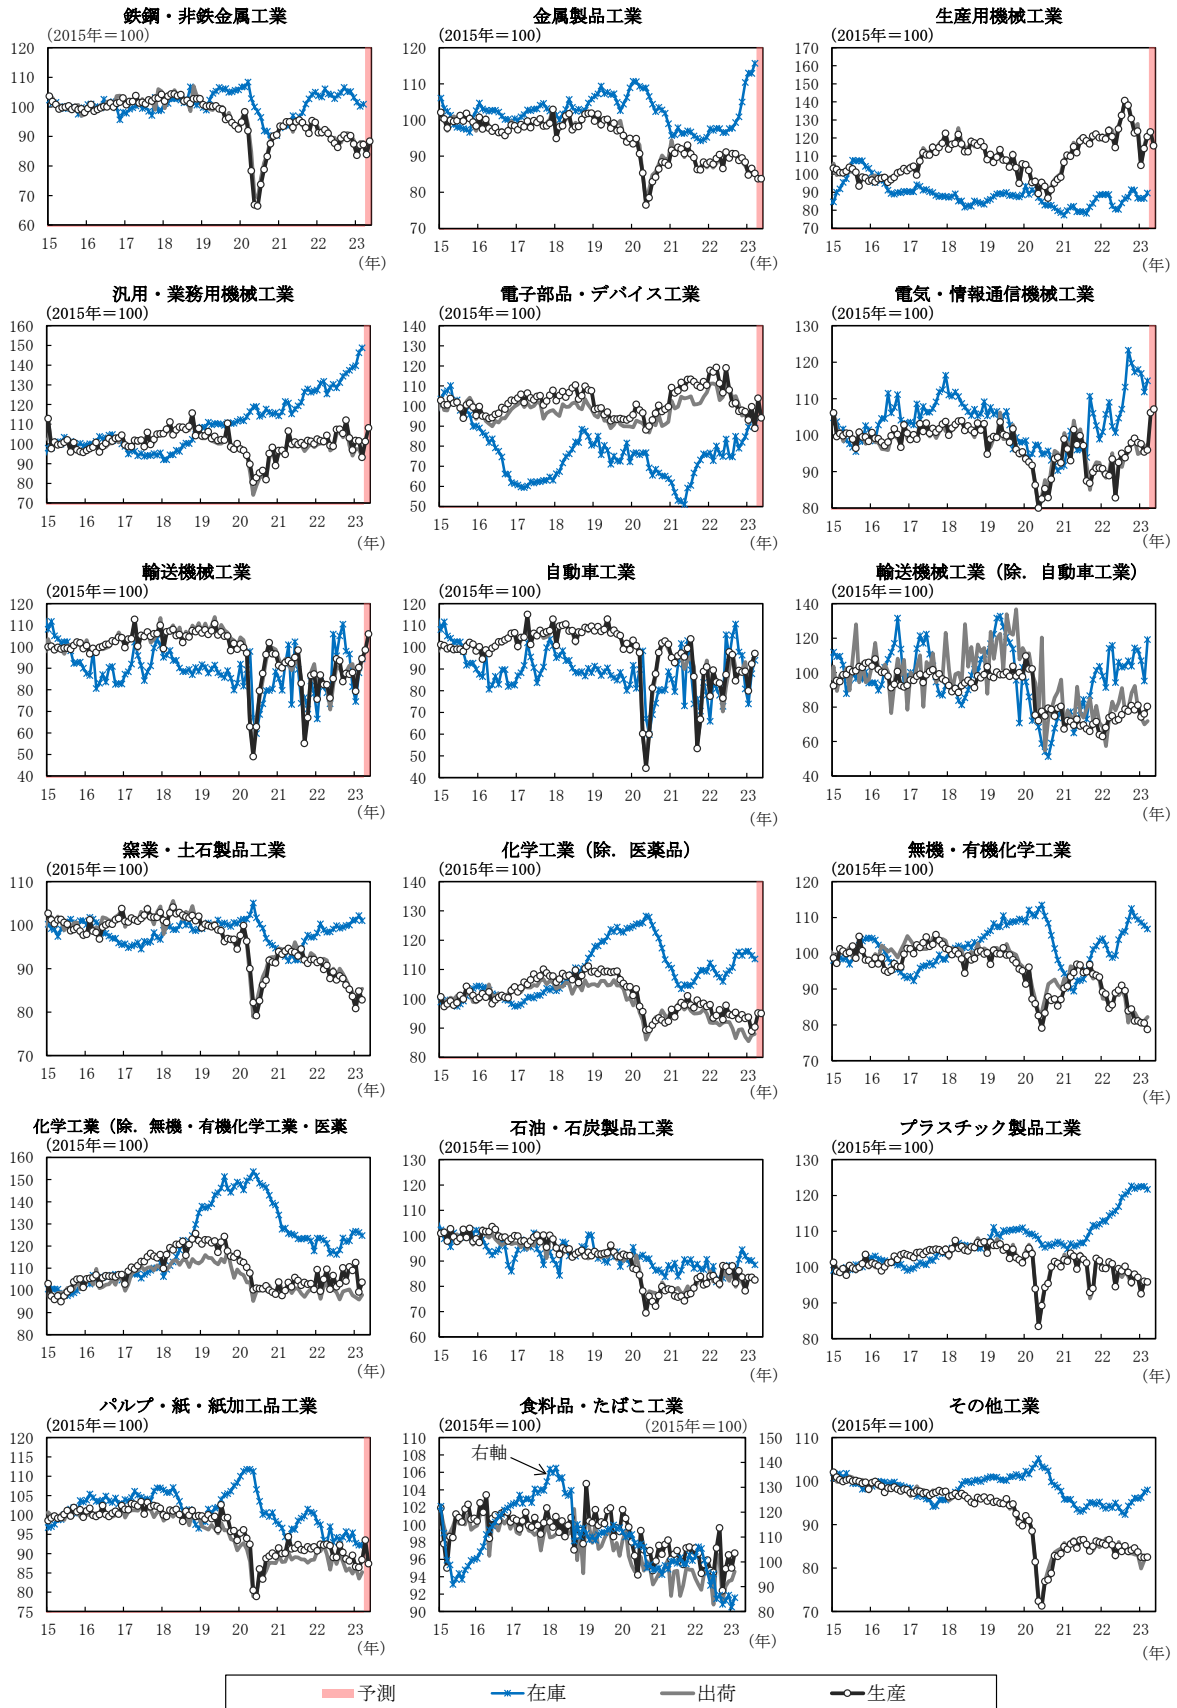 鉄鋼・非鉄金属工業
(2015年＝100)
120
110
100
90
80
70
60
15 16 17 18 19 20 21 22 23
(年)
金属製品工業
(2015年＝100)
120
110
100
90
80
70
15 16 17 18 19 20 21 22 23
(年)
生産用機械工業
(2015年＝100)
170
160
150
140
130
120
110
100
90
80
70
15 16 17 18 19 20 21 22 23
(年)
汎用・業務用機械工業
(2015年＝100)
160
150
140
130
120
110
100
90
80
70
15 16 17 18 19 20 21 22 23
(年)
電子部品・デバイス工業
(2015年＝100)
140
130
120
110
100
90
80
70
60
50
15 16 17 18 19 20 21 22 23
(年)
電気・情報通信機械工業
(2015年＝100)
130
120
110
100
90
80
15 16 17 18 19 20 21 22 23
(年)
輸送機械工業
(2015年＝100)
120
110
100
90
80
70
60
50
40
15 16 17 18 19 20 21 22 23
(年)
自動車工業
(2015年＝100)
120
110
100
90
80
70
60
50
40
15 16 17 18 19 20 21 22 23
(年)
輸送機械工業（除．自動車工業）
(2015年＝100)
140
120
100
80
60
40
15 16 17 18 19 20 21 22 23
(年)
窯業・土石製品工業
(2015年＝100)
110
100
90
80
70
15 16 17 18 19 20 21 22 23
(年)
化学工業（除．医薬品）
(2015年＝100)
140
130
120
110
100
90
80
15 16 17 18 19 20 21 22 23
(年)
無機・有機化学工業
(2015年＝100)
120
110
100
90
80
70
15 16 17 18 19 20 21 22 23
(年)
化学工業（除．無機・有機化学工業・医薬
(2015年＝100)
160
150
140
130
120
110
100
90
80
15 16 17 18 19 20 21 22 23
(年)
石油・石炭製品工業
(2015年＝100)
130
120
110
100
90
80
70
60
15 16 17 18 19 20 21 22 23
(年)
プラスチック製品工業
(2015年＝100)
130
120
110
100
90
80
15 16 17 18 19 20 21 22 23
(年)
パルプ・紙・紙加工品工業
(2015年＝100)
120
115
110
105
100
95
90
85
80
75
15 16 17 18 19 20 21 22 23
(年)
食料品・たばこ工業
(2015年＝100) (2015年＝100)
右軸
110
108
106
104
102
100
98
96
94
92
90
150
140
130
120
110
100
90
80
15 16 17 18 19 20 21 22 23
(年)
その他工業
(2015年＝100)
110
100
90
80
70
15 16 17 18 19 20 21 22 23
(年)
予測 在庫 出荷 生産